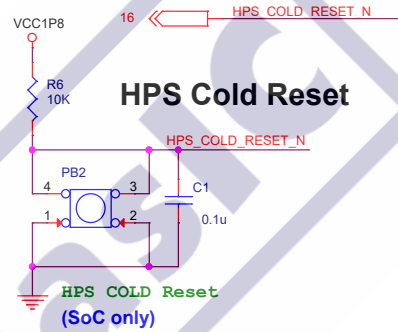 16 HPS_COLD_RESET_N
VCC1P8
R6
10K
HPS Cold Reset
HPS_COLD_RESET_N
PB2
4 3
C1
1 2
0.1u
HPS COLD Reset
(SoC only)
asic